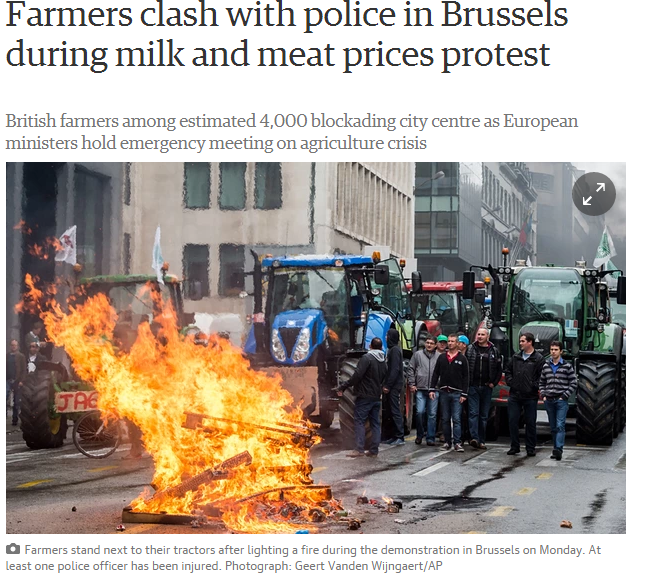 Farmers clash with police in Brussels
during milk and meat prices protest
British farmers among estimated 4,000 blockading city centre as European
ministers hold emergency meeting on agriculture crisis
JAG
Farmers stand next to their tractors after lighting a fire during the demonstration in Brussels on Monday. At
least one police officer has been injured. Photograph: Geert Vanden Wijngaert/AP